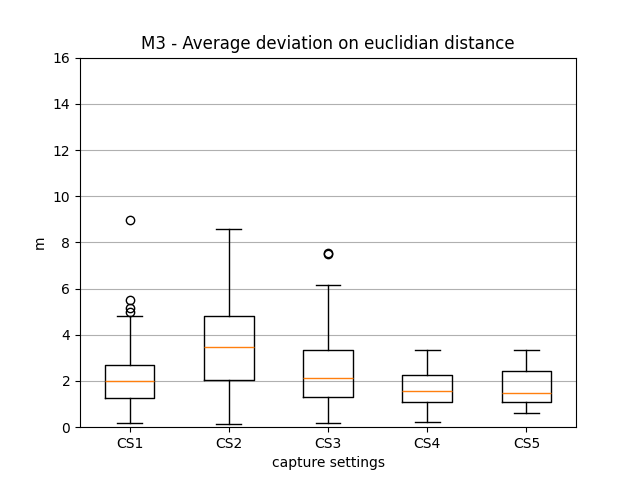 M3 - Average deviation on euclidian distance
16
14
12
10
8
6
4
2
0
m
CS1 CS2 CS3 CS4 CS5
capture settings